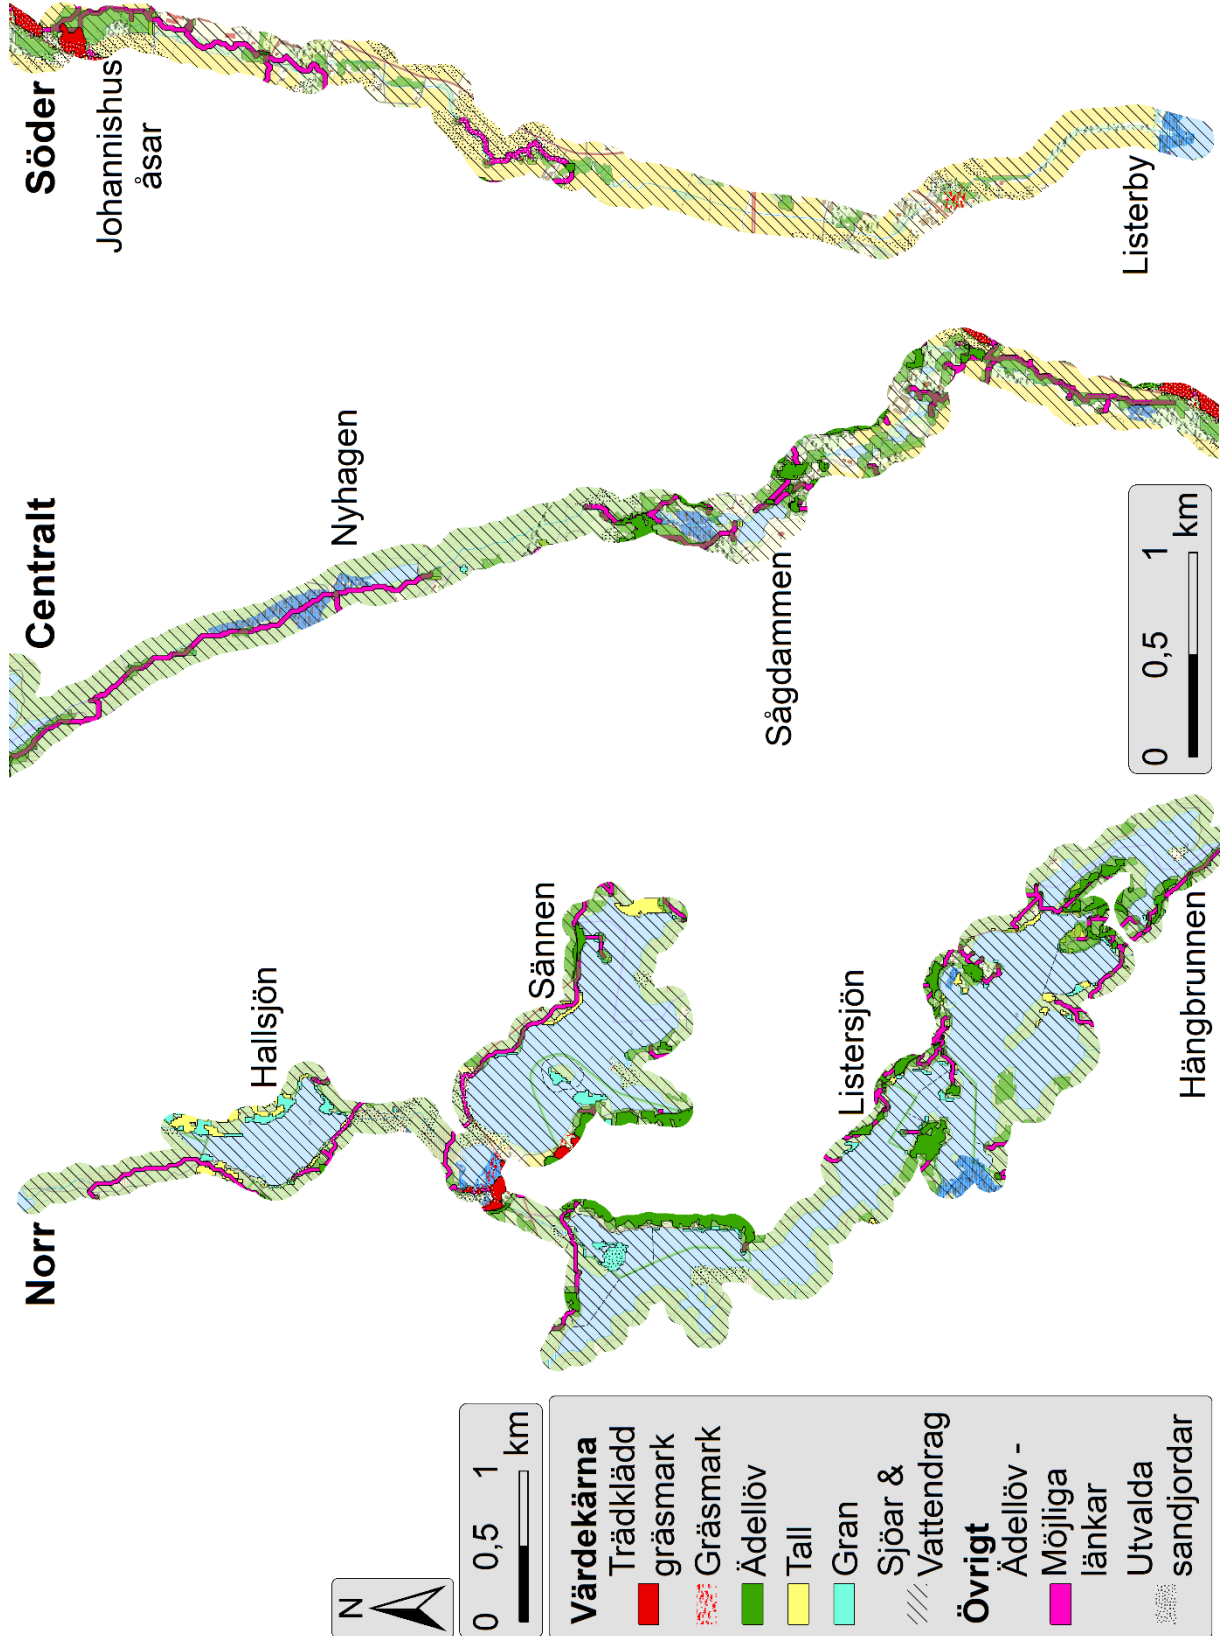 Norr
Hallsjön
Sännen
Listersjön
Hängbrunnen
Centralt
Nyhagen
Sågdammen
0 0,5 1
km
Söder
Johannishus
åsar
Listerby
N
0 0,5 1
km
Värdekärna
Trädklädd
gräsmark
Gräsmark
Ädellöv
Tall
Gran
Sjöar &
Vattendrag
Övrigt
Ädellöv -
Möjliga
länkar
Utvalda
sandjordar